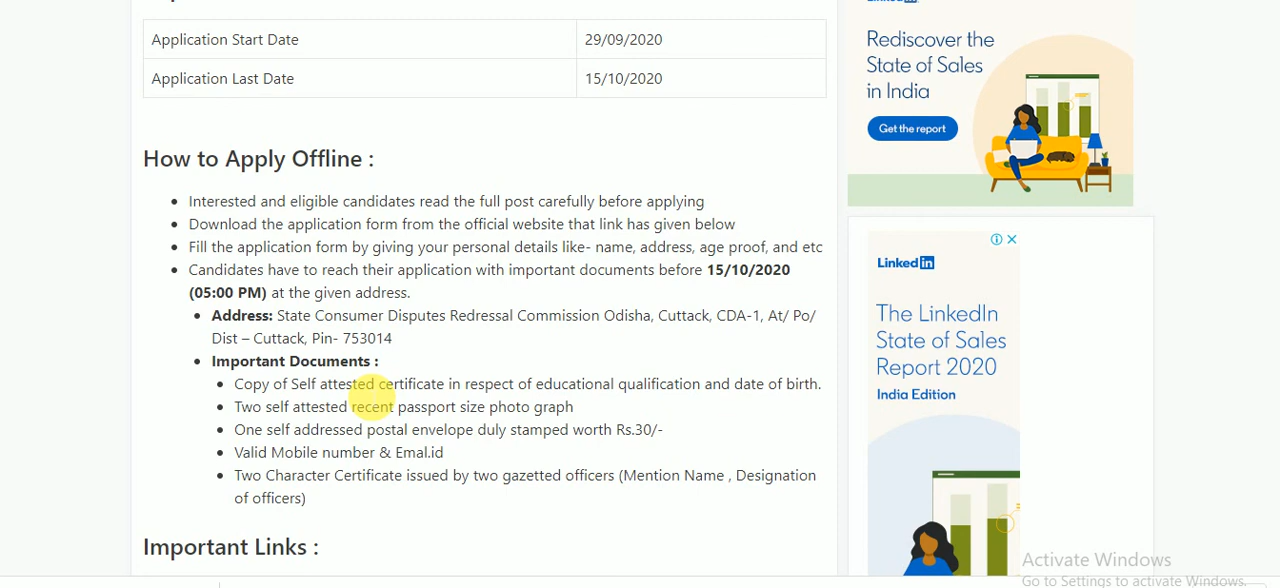 Application Start Date 29/09/2020
Application Last Date 15/10/2020
How to Apply Offline :
Interested and eligible candidates read the full post carefully before applying
Download the application form from the official website that link has given below
Fill the application form by giving your personal details like- name, address, age proof, and etc
Candidates have to reach their application with important documents before 15/10/2020
(05:00 PM) at the given address.
Address: State Consumer Disputes Redressal Commission Odisha, Cuttack, CDA-1, At/ Po/
Dist – Cuttack, Pin- 753014
Important Documents :
Copy of Self attested certificate in respect of educational qualification and date of birth.
Two self attested recent passport size photo graph
One self addressed postal envelope duly stamped worth Rs.30/-
Valid Mobile number & Emal.id
Two Character Certificate issued by two gazetted officers (Mention Name , Designation
of officers)
Important Links :
Rediscover the
State of Sales
in India
Get the report
Linked in
The LinkedIn
State of Sales
Report 2020
India Edition
Activate Windows
Go to Settings to activate Windows.